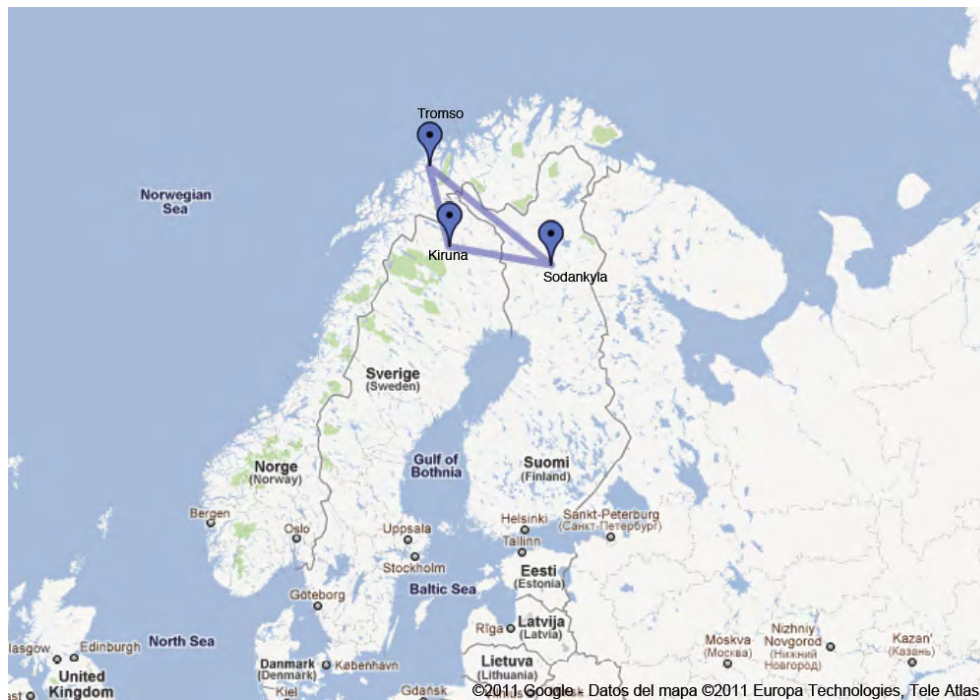 Tromso
Norwegian
Sea
Kiruna
Sodankyla
Sverige
(Sweden)
Gulf of
Bothnia
Suomi
(Finland)
Norge
(Norway)
Bergen
Oslo
Uppsala
Stockholm
Helsinki
Tallinn
Sankt-Peterburg
(Санкт-Петербург)
Eesti
(Estonia)
Baltic Sea
Göteborg
North Sea
Rīga
Latvija
(Latvia)
Moskva
(Москва)
Nizhniy
Novgorod
(Нижний
Новгород)
Kazan'
(Казань)
lasgow
Edinburgh
United
Kingdom
Danmark
(Denmark)
København
Kiel
Gdańsk
Lietuva
(Lithuania)
©2011 Google - Datos del mapa ©2011 Europa Technologies, Tele Atlas